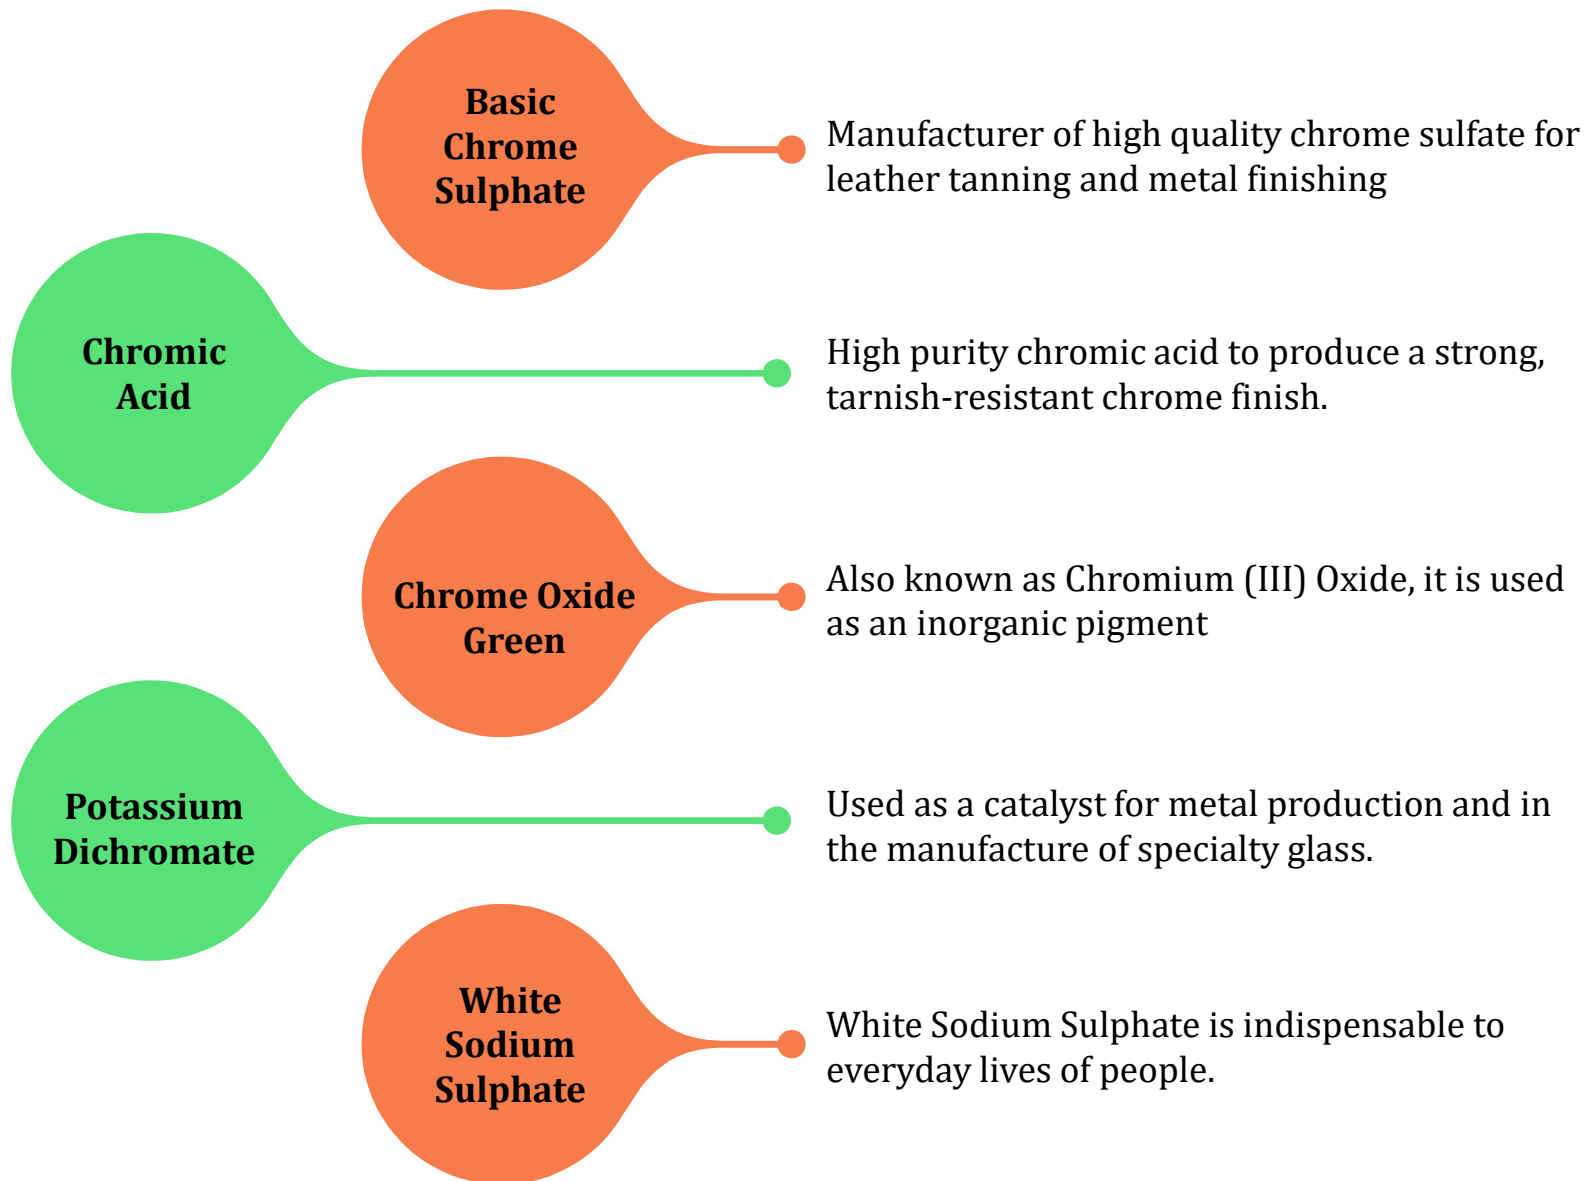 Basic
Chrome
Sulphate
Manufacturer of high quality chrome sulfate for
leather tanning and metal finishing
Chromic
Acid
High purity chromic acid to produce a strong,
tarnish-resistant chrome finish.
Chrome Oxide
Green
Also known as Chromium (III) Oxide, it is used
as an inorganic pigment
Potassium
Dichromate
Used as a catalyst for metal production and in
the manufacture of specialty glass.
White
Sodium
Sulphate
White Sodium Sulphate is indispensable to
everyday lives of people.